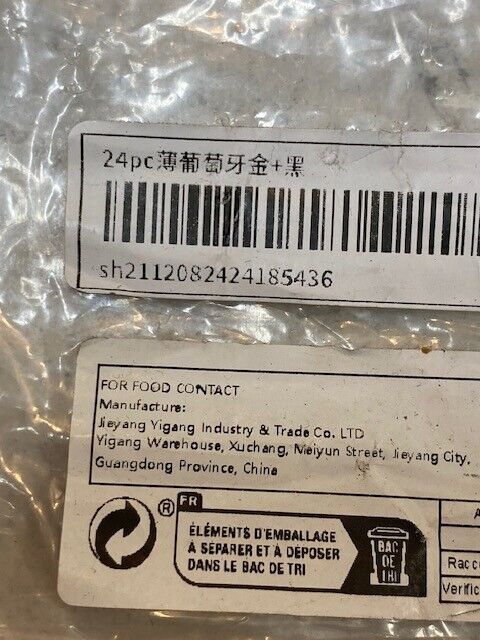 24pc薄葡萄牙金+黑
sh2112082424185436
FOR FOOD CONTACT
Manufacture:
Jieyang Yigang Industry & Trade Co. LTD
Yigang Warehouse, Xuchang, Meiyun Street, Jieyang City,
Guangdong Province, China
®
FR
ÉLÉMENTS D'EMBALLAGE
À SÉPARER ET À DÉPOSER
DANS LE BAC DE TRI
BAC
DE
TRI
A
Racco
Verific